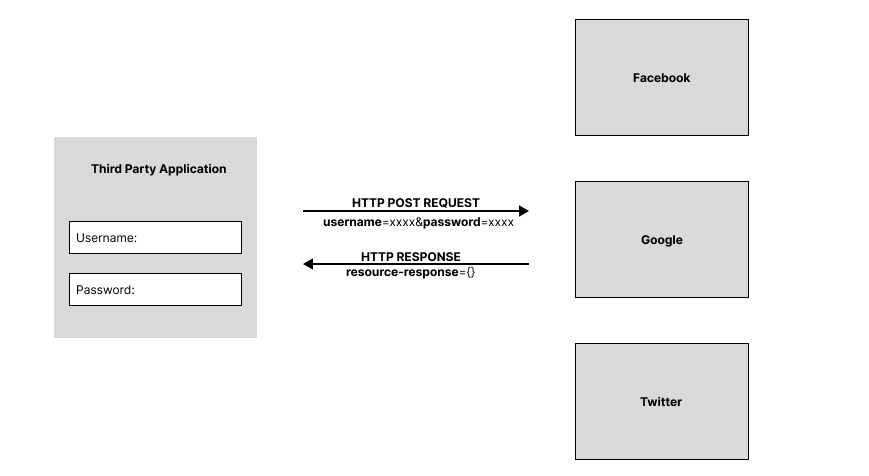 Facebook
Third Party Application
Username:
Password:
HTTP POST REQUEST
username=xxxx&password=xxxx
HTTP RESPONSE
resource-response={}
Google
Twitter